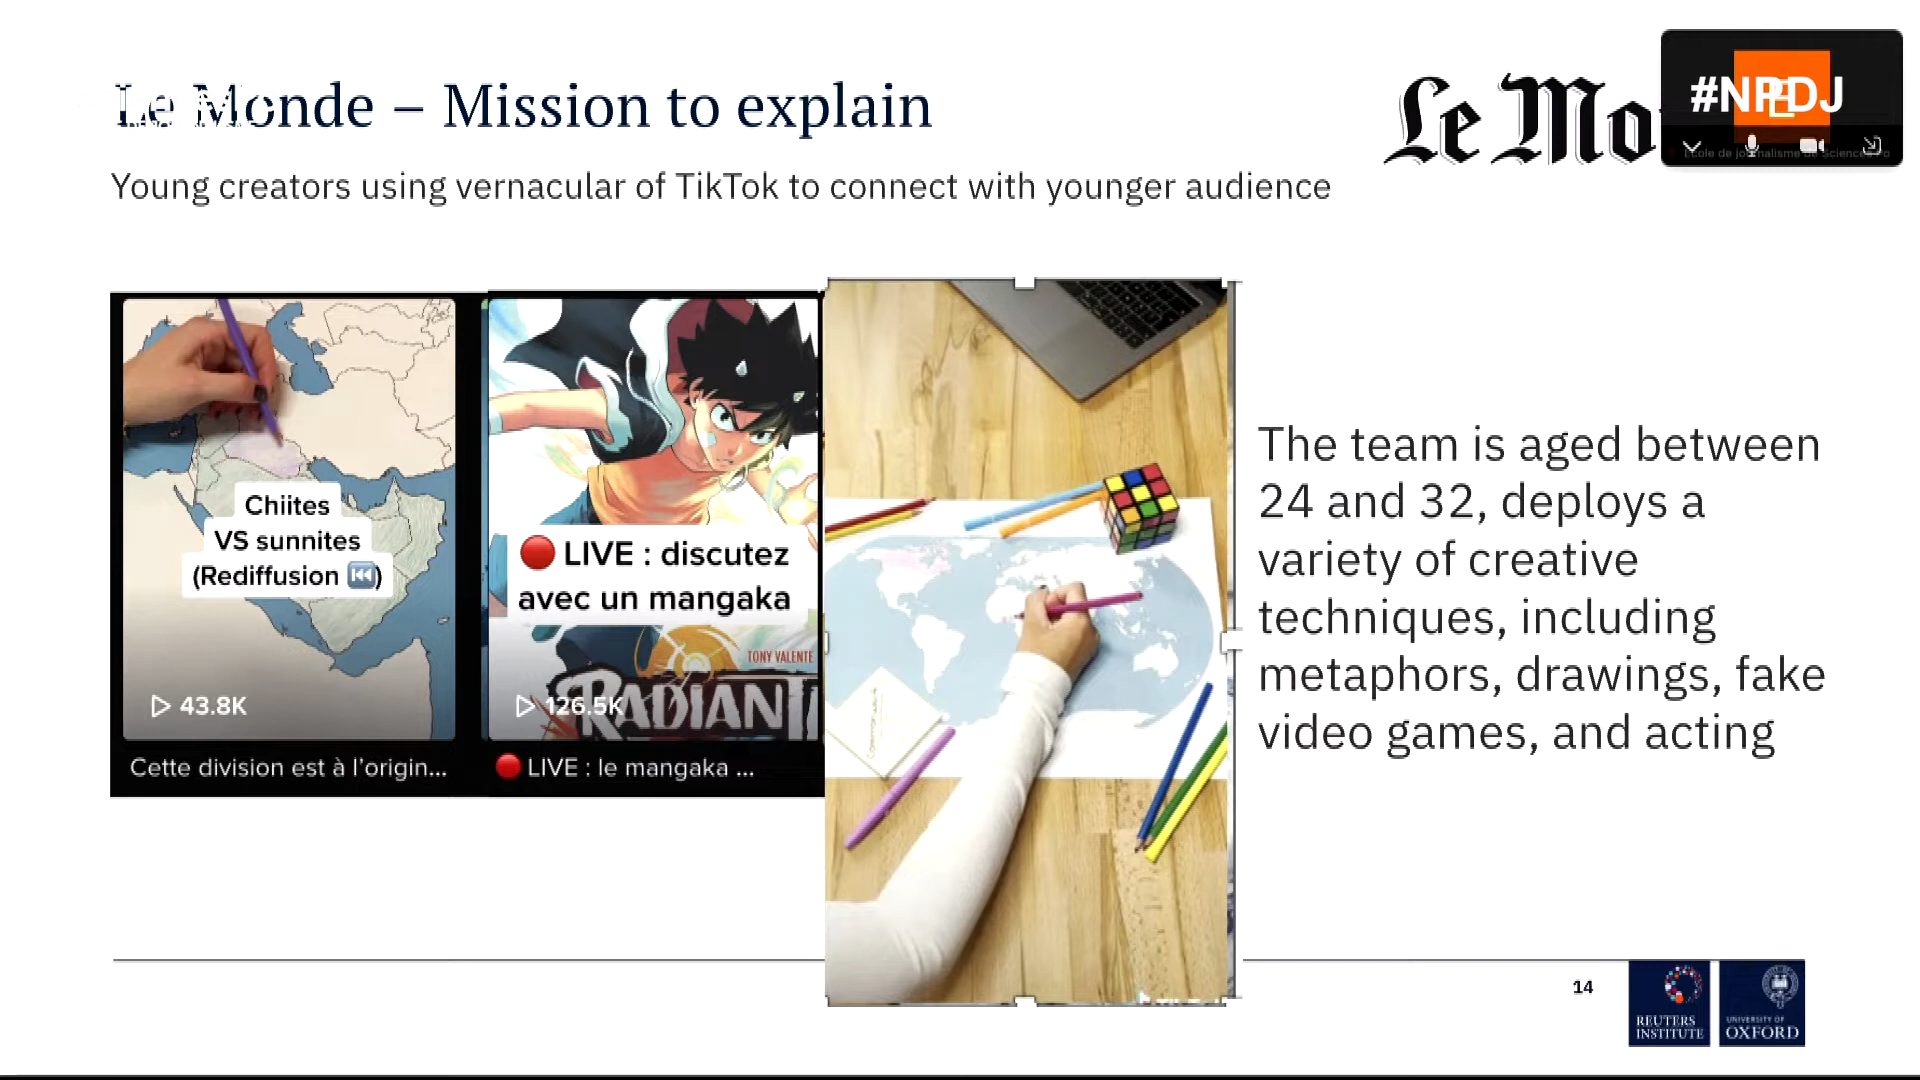 Le Monde – Mission to explain
Young creators using vernacular of TikTok to connect with younger audience
Le Mo
#NPDJ
Chiites
VS sunnites
(Rediffusion ⏮)
43.8K
Cette division est à l'origin...
🔴 LIVE : discutez
avec un mangaka
TONY VALENTE
RADIANT
126.5K
🔴 LIVE : le mangaka ...
The team is aged between
24 and 32, deploys a
variety of creative
techniques, including
metaphors, drawings, fake
video games, and acting
14
REUTERS
INSTITUTE
UNIVERSITY OF
OXFORD